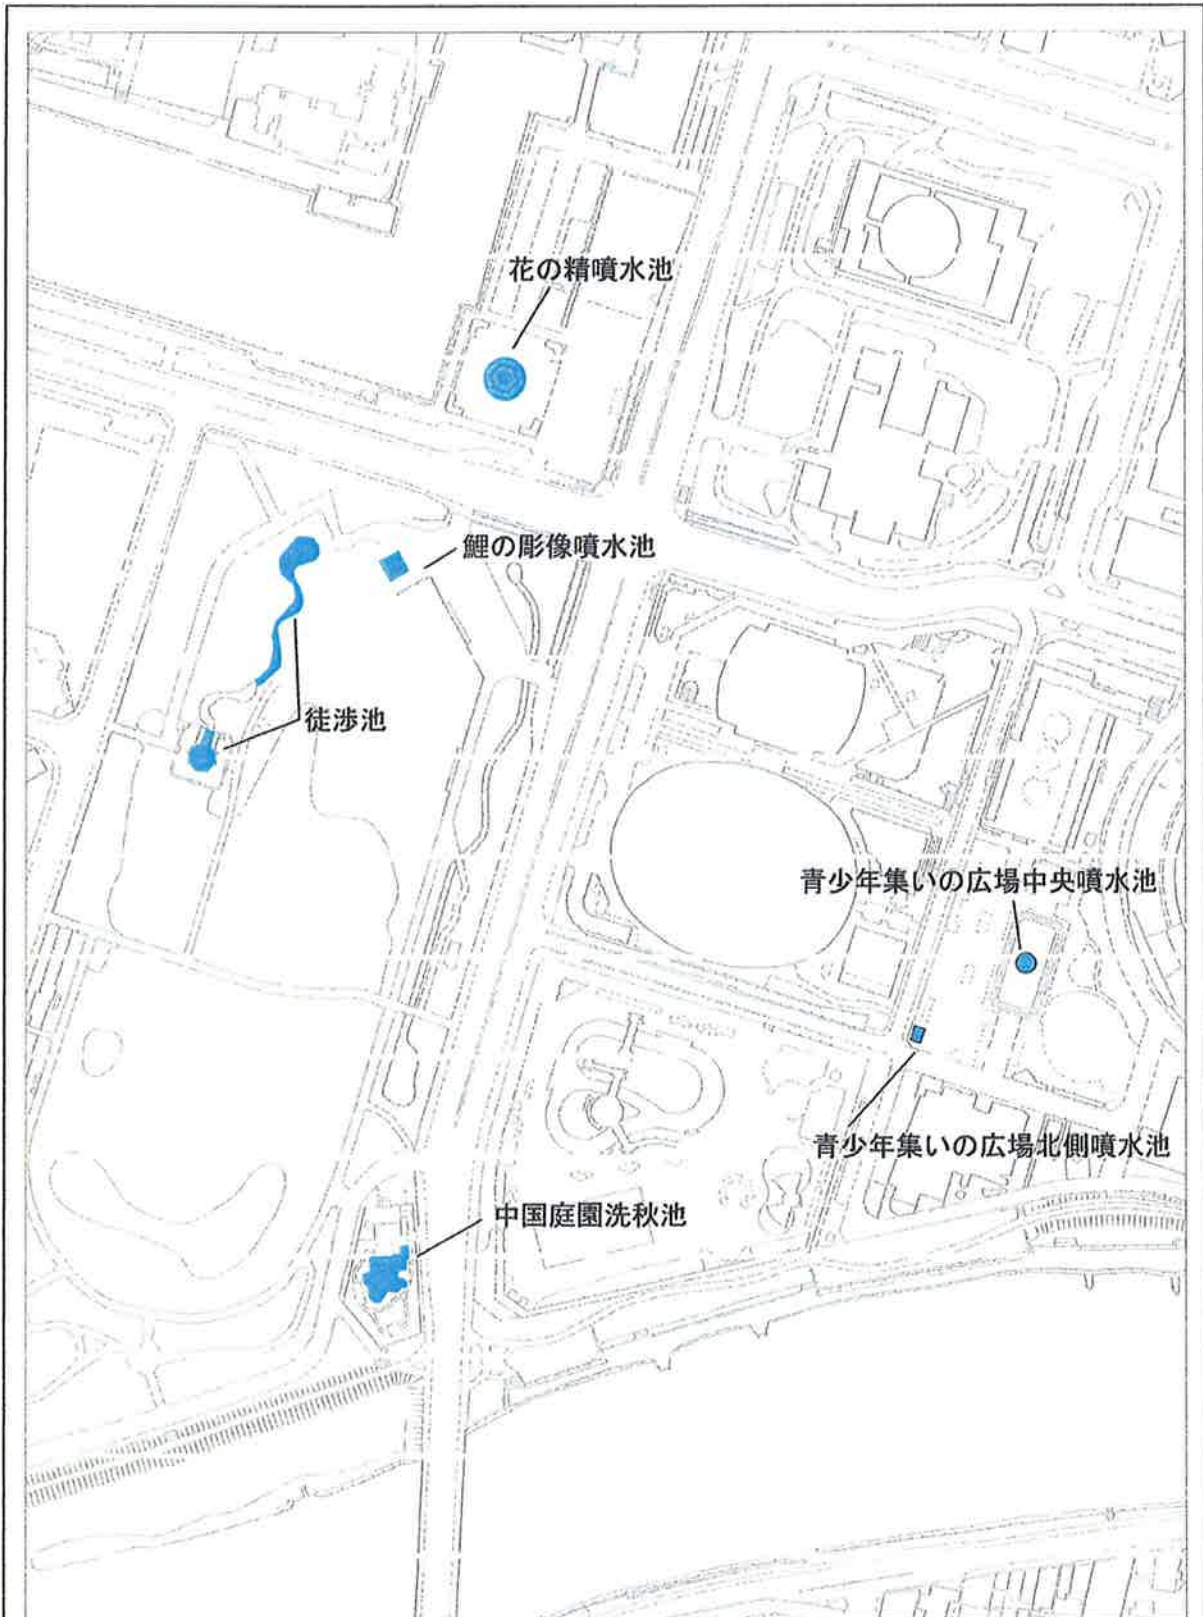 花の精噴水池
鯉の彫像噴水池
徒渉池
青少年集いの広場中央噴水池
青少年集いの広場北側噴水池
中国庭園洗秋池